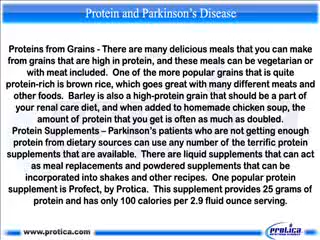 Protein and Parkinson's Disease
Proteins from Grains - There are many delicious meals that you can make
from grains that are high in protein, and these meals can be vegetarian or
with meat included. One of the more popular grains that is quite
protein-rich is brown rice, which goes great with many different meats and
other foods. Barley is also a high-protein grain that should be a part of
your renal care diet, and when added to homemade chicken soup, the
amount of protein that you get is often as much as doubled.
Protein Supplements – Parkinson's patients who are not getting enough
protein from dietary sources can use any number of the terrific protein
supplements that are available. There are liquid supplements that can act
as meal replacements and powdered supplements that can be
incorporated into shakes and other recipes. One popular protein
supplement is Profect, by Protica. This supplement provides 25 grams of
protein and has only 100 calories per 2.9 fluid ounce serving.
www.protica.com
protica